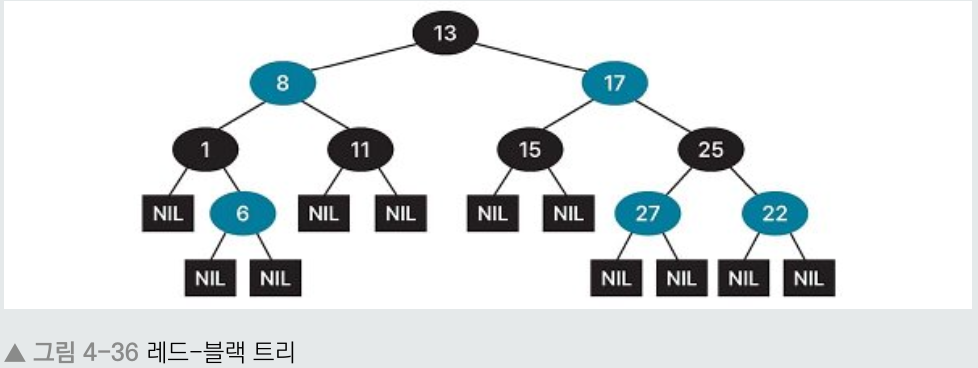 13
8 17
1 11 15 25
NIL 6 NIL NIL NIL NIL 27 22
NIL NIL NIL NIL NIL NIL
▲ 그림 4-36 레드-블랙 트리